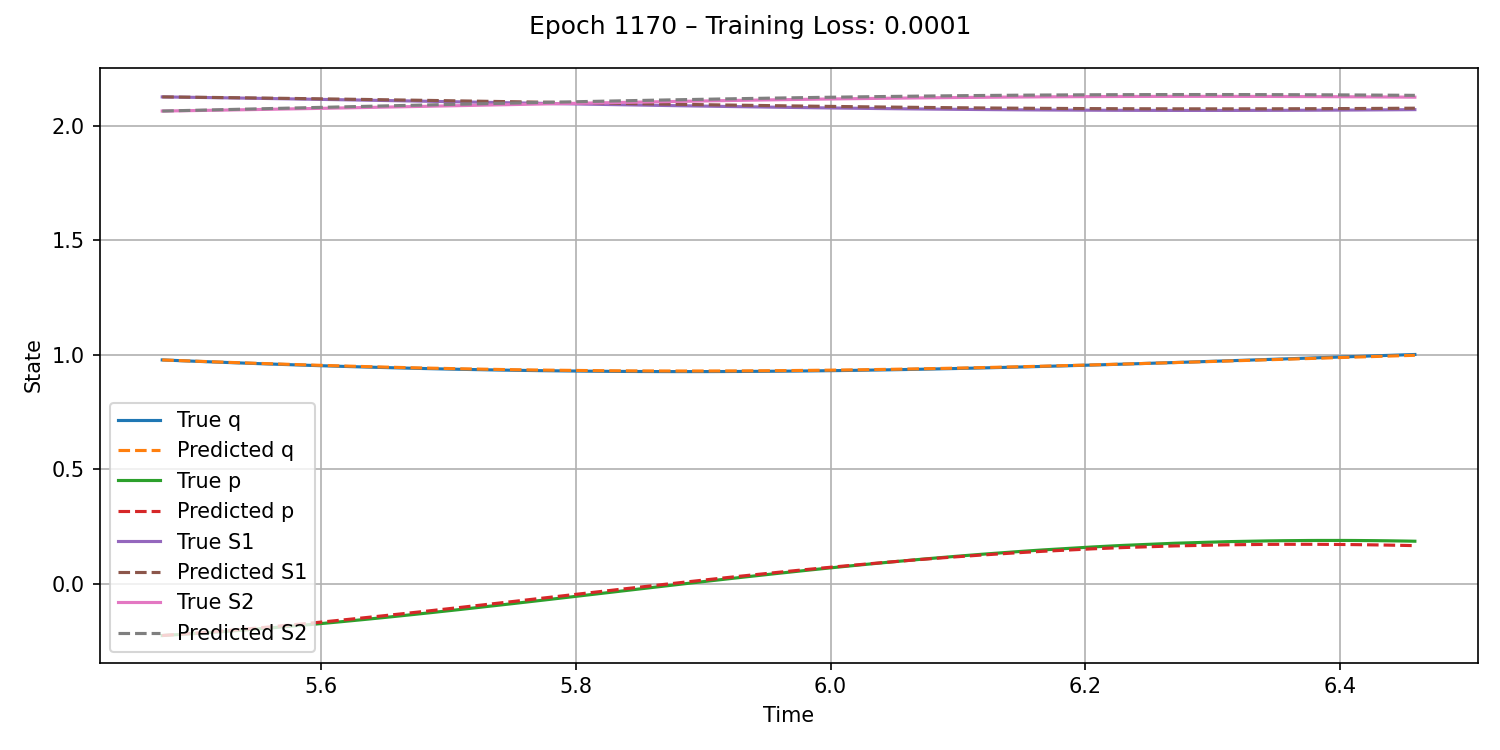 Epoch 1170 – Training Loss: 0.0001
State
2.0
1.5
1.0
0.5
0.0
True q
Predicted q
True p
Predicted p
True S1
Predicted S1
True S2
Predicted S2
5.6 5.8 6.0 6.2 6.4
Time